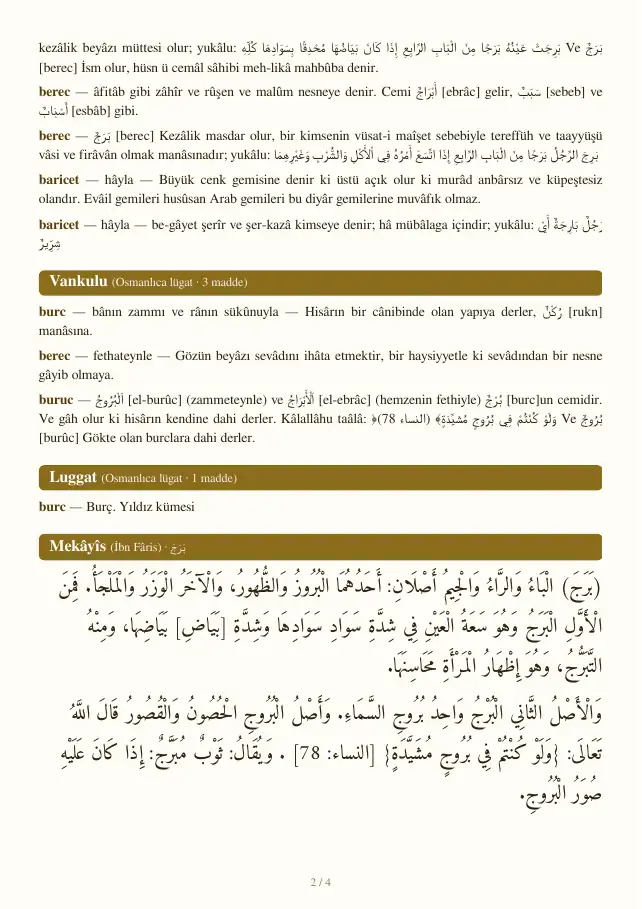 kezâlik beyâzı müttesi olur; yukâlu: بَرِجَتْ عَيْنُهُ بَرَجًا مِنَ الْبَابِ الرَّابِعِ إِذَا كَانَ بَيَاضُهَا مُحْدِقًا بِسَوَادِهَا كُلِّهِ Ve بَرَجٌ
[berec] İsm olur, hüsn ü cemâl sâhibi meh-likâ mahbûba denir.
berec — âfitâb gibi zâhîr ve rûşen ve malûm nesneye denir. Cemi أَبْرَاجٌ [ebrâc] gelir, سَبَبٌ [sebeb] ve
أَسْبَابٌ [esbâb] gibi.
berec — بَرَجٌ [berec] Kezâlik masdar olur, bir kimsenin vüsat-i maîşet sebebiyle tereffüh ve taayyüşü
vâsi ve firâvân olmak manâsınadır; yukâlu: بَرِجَ الرَّجُلُ بَرَجًا مِنَ الْبَابِ الرَّابِعِ إِذَا اتَّسَعَ أَمْرُهُ فِي الْأَكْلِ وَالشُّرْبِ وَغَيْرِهِمَا
baricet — hâyla — Büyük cenk gemisine denir ki üstü açık olur ki murâd anbârsız ve küpeştesiz
olandır. Evâil gemileri husûsan Arab gemileri bu diyâr gemilerine muvâfık olmaz.
baricet — hâyla — be-gâyet şerîr ve şer-kazâ kimseye denir; hâ mübâlaga içindir; yukâlu: رَجُلٌ بَارِجَةٌ أَيْ
شِرِّيرٌ
Vankulu (Osmanlıca lügat · 3 madde)
burc — bânın zammı ve rânın sükûnuyla — Hisârın bir cânibinde olan yapıya derler, رُكْنٌ [rukn]
manâsına.
berec — fethateynle — Gözün beyâzı sevâdını ihâta etmektir, bir haysiyyetle ki sevâdından bir nesne
gâyib olmaya.
buruc — اَلْبُرُوجُ [el-burûc] (zammeteynle) ve اَلْأَبْرَاجُ [el-ebrâc] (hemzenin fethiyle) بُرْجٌ [burc]un cemidir.
Ve gâh olur ki hisârın kendine dahi derler. Kâlallâhu taâlâ: ﴿وَلَوْ كُنْتُمْ فِي بُرُوجٍ مُشَيَّدَةٍ﴾ (النساء 78) Ve بُرُوجٌ
[burûc] Gökte olan burclara dahi derler.
Luggat (Osmanlıca lügat · 1 madde)
burc — Burç. Yıldız kümesi
Mekâyîs (İbn Fâris) · بَرَجَ
(بَرَجَ) الْبَاءُ وَالرَّاءُ وَالْجِيمُ أَصْلَانِ: أَحَدُهُمَا الْبُرُوزُ وَالظُّهُورُ، وَالْآخَرُ الْوَزَرُ وَالْمَلْجَأُ. فَمِنَ
الْأَوَّلِ الْبَرَجُ وَهُوَ سَعَةُ الْعَيْنِ فِي شِدَّةِ سَوَادِ سَوَادِهَا وَشِدَّةِ [بَيَاضِ] بَيَاضِهَا، وَمِنْهُ
التَّبَرُّجُ، وَهُوَ إِظْهَارُ الْمَرْأَةِ مَحَاسِنَهَا.
وَالْأَصْلُ الثَّانِي الْبُرْجُ وَاحِدُ بُرُوجِ السَّمَاءِ. وَأَصْلُ الْبُرُوجِ الْحُصُونُ وَالْقُصُورُ قَالَ اللَّهُ
تَعَالَى: {وَلَوْ كُنْتُمْ فِي بُرُوجٍ مُشَيَّدَةٍ} [النساء: 78] . وَيُقَالُ: ثَوْبٌ مُبَرَّجٌ: إِذَا كَانَ عَلَيْهِ
صُوَرُ الْبُرُوجِ.
2 / 4